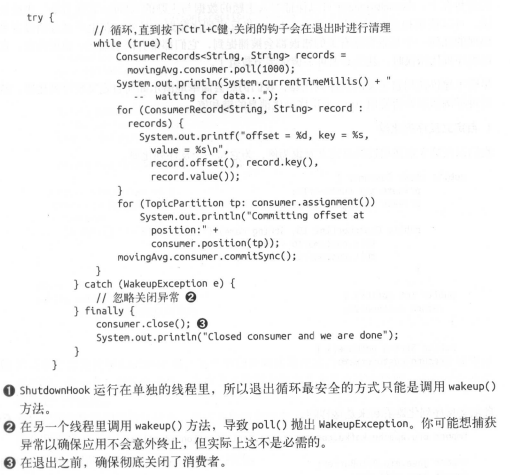 try {
// 循环,直到按下Ctrl+C键,关闭的钩子会在退出时进行清理
while (true) {
ConsumerRecords<String, String> records =
movingAvg.consumer.poll(1000);
System.out.println(System.currentTimeMillis() + "
-- waiting for data...");
for (ConsumerRecord<String, String> record :
records) {
System.out.printf("offset = %d, key = %s,
value = %s\n",
record.offset(), record.key(),
record.value());
}
for (TopicPartition tp: consumer.assignment())
System.out.println("Committing offset at
position:" +
consumer.position(tp));
movingAvg.consumer.commitSync();
}
} catch (WakeupException e) {
// 忽略关闭异常 ❷
} finally {
consumer.close(); ❸
System.out.println("Closed consumer and we are done");
}
}
❶ ShutdownHook 运行在单独的线程里，所以退出循环最安全的方式只能是调用 wakeup()
方法。
❷ 在另一个线程里调用 wakeup() 方法，导致 poll() 抛出 WakeupException。你可能想捕获
异常以确保应用不会意外终止，但实际上这不是必需的。
❸ 在退出之前，确保彻底关闭了消费者。